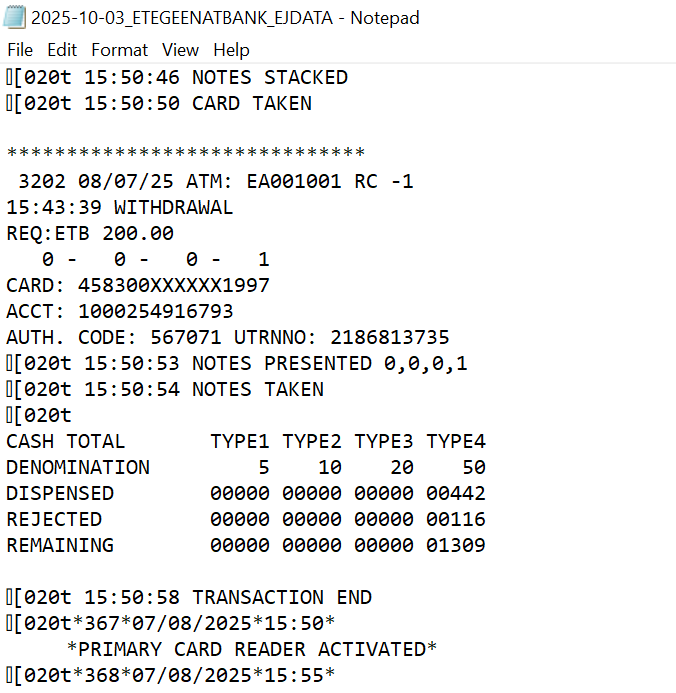 2025-10-03_ETEGEENATBANK_EJDATA - Notepad
File Edit Format View Help
▯[020t 15:50:46 NOTES STACKED
▯[020t 15:50:50 CARD TAKEN
******************************
3202 08/07/25 ATM: EA001001 RC -1
15:43:39 WITHDRAWAL
REQ:ETB 200.00
0 - 0 - 0 - 1
CARD: 458300XXXXXX1997
ACCT: 1000254916793
AUTH. CODE: 567071 UTRNNO: 2186813735
▯[020t 15:50:53 NOTES PRESENTED 0,0,0,1
▯[020t 15:50:54 NOTES TAKEN
▯[020t
CASH TOTAL TYPE1 TYPE2 TYPE3 TYPE4
DENOMINATION 5 10 20 50
DISPENSED 00000 00000 00000 00442
REJECTED 00000 00000 00000 00116
REMAINING 00000 00000 00000 01309
▯[020t 15:50:58 TRANSACTION END
▯[020t*367*07/08/2025*15:50*
*PRIMARY CARD READER ACTIVATED*
▯[020t*368*07/08/2025*15:55*